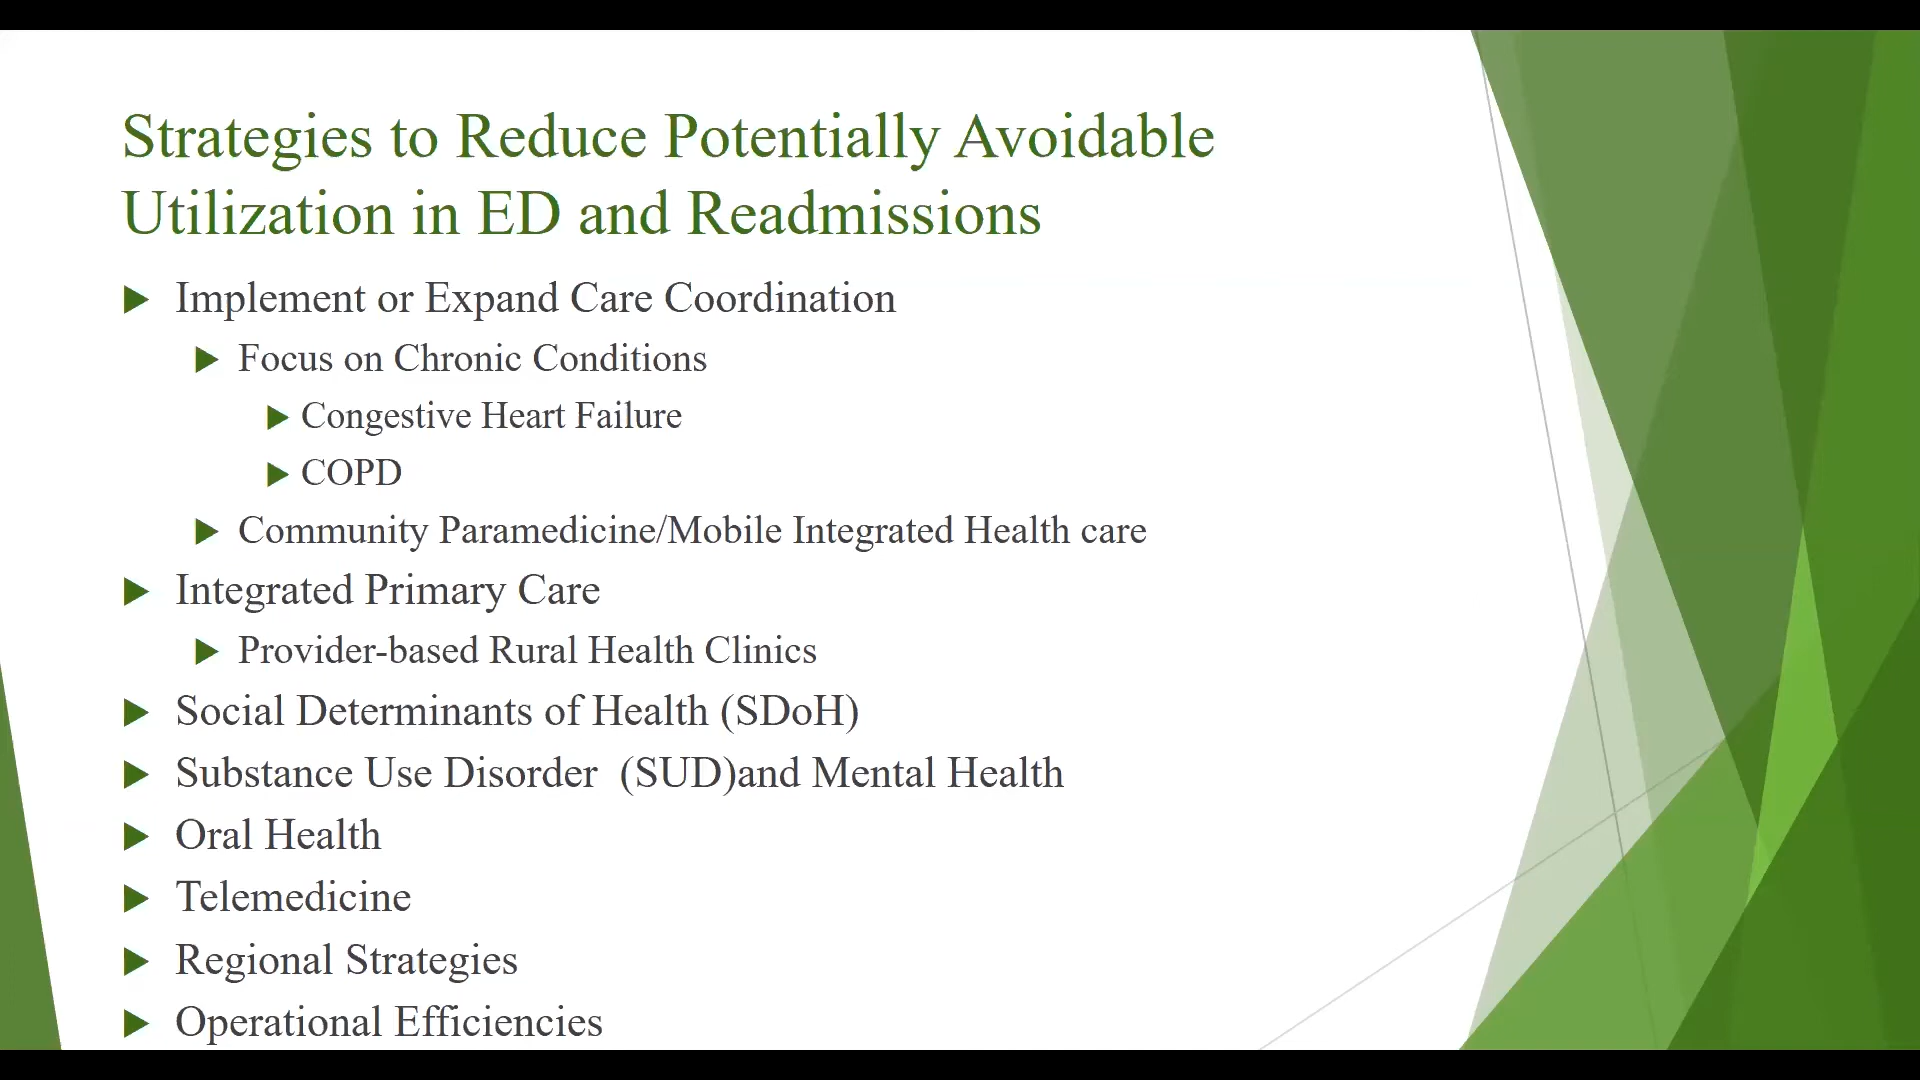 Strategies to Reduce Potentially Avoidable
Utilization in ED and Readmissions
Implement or Expand Care Coordination
Focus on Chronic Conditions
Congestive Heart Failure
COPD
Community Paramedicine/Mobile Integrated Health care
Integrated Primary Care
Provider-based Rural Health Clinics
Social Determinants of Health (SDoH)
Substance Use Disorder  (SUD)and Mental Health
Oral Health
Telemedicine
Regional Strategies
Operational Efficiencies